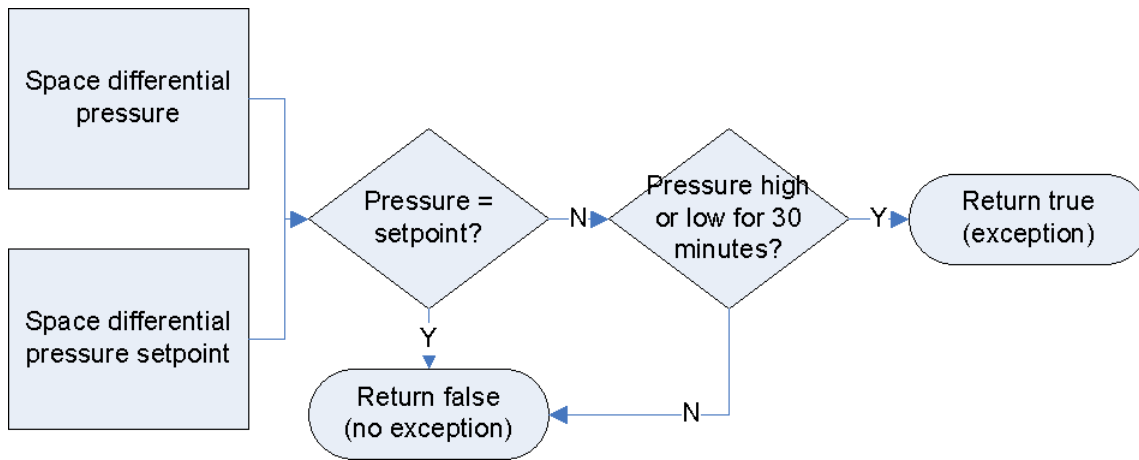 Space differential
pressure
Space differential
pressure setpoint
Pressure =
setpoint?
N
Pressure high
or low for 30
minutes?
Y
Return true
(exception)
Y
Return false
(no exception)
N